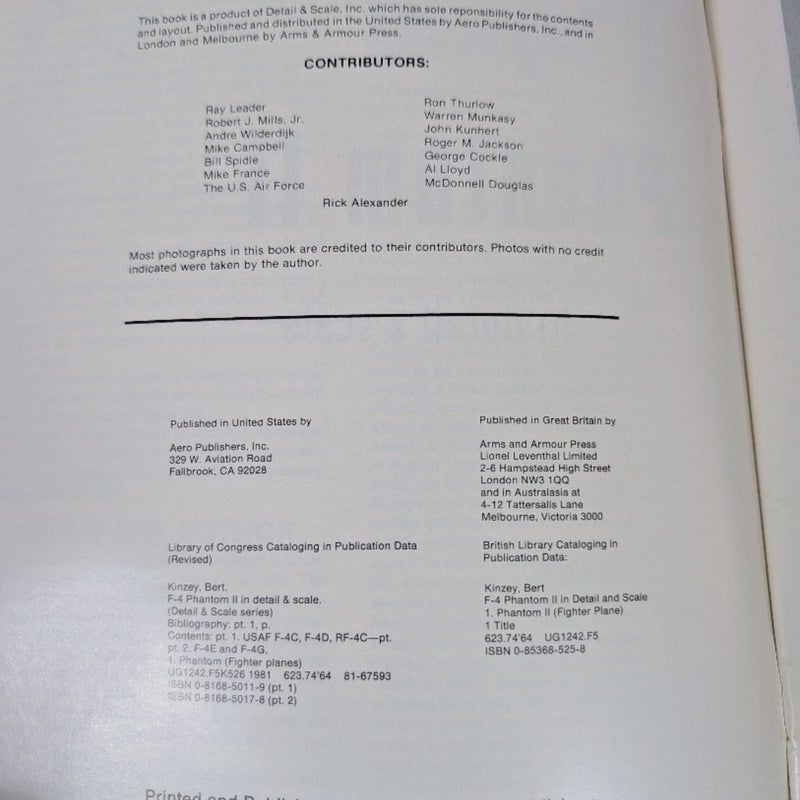 This book is a product of Detail & Scale, Inc. which has sole reponsibility for the contents
and layout. Published and distributed in the United States by Aero Publishers, Inc., and in
London and Melbourne by Arms & Armour Press.
CONTRIBUTORS:
Ray Leader
Robert J. Mills, Jr.
Andre Wilderdijk
Mike Campbell
Bill Spidle
Mike France
The U.S. Air Force
Ron Thurlow
Warren Munkasy
John Kunhert
Roger M. Jackson
George Cockle
Al Lloyd
McDonnell Douglas
Rick Alexander
Most photographs in this book are credited to their contributors. Photos with no credit
indicated were taken by the author.
Published in United States by
Aero Publishers, Inc.
329 W. Aviation Road
Fallbrook, CA 92028
Published in Great Britain by
Arms and Armour Press
Lionel Leventhal Limited
2-6 Hampstead High Street
London NW3 1QQ
and in Australasia at
4-12 Tattersalls Lane
Melbourne, Victoria 3000
Library of Congress Cataloging in Publication Data
(Revised)
Kinzey, Bert.
F-4 Phantom II in detail & scale.
(Detail & Scale series)
Bibliography: pt. 1, p.
Contents: pt. 1. USAF F-4C, F-4D, RF-4C—pt.
pt. 2. F-4E and F-4G.
1. Phantom (Fighter planes)
UG1242.F5K526 1981 623.74'64 81-67593
ISBN 0-8168-5011-9 (pt. 1)
ISBN 0-8168-5017-8 (pt. 2)
British Library Cataloging in
Publication Data:
Kinzey, Bert
F-4 Phantom II in Detail and Scale
1. Phantom II (Fighter Plane)
1 Title
623.74'64 UG1242.F5
ISBN 0-85368-525-8
Printed and